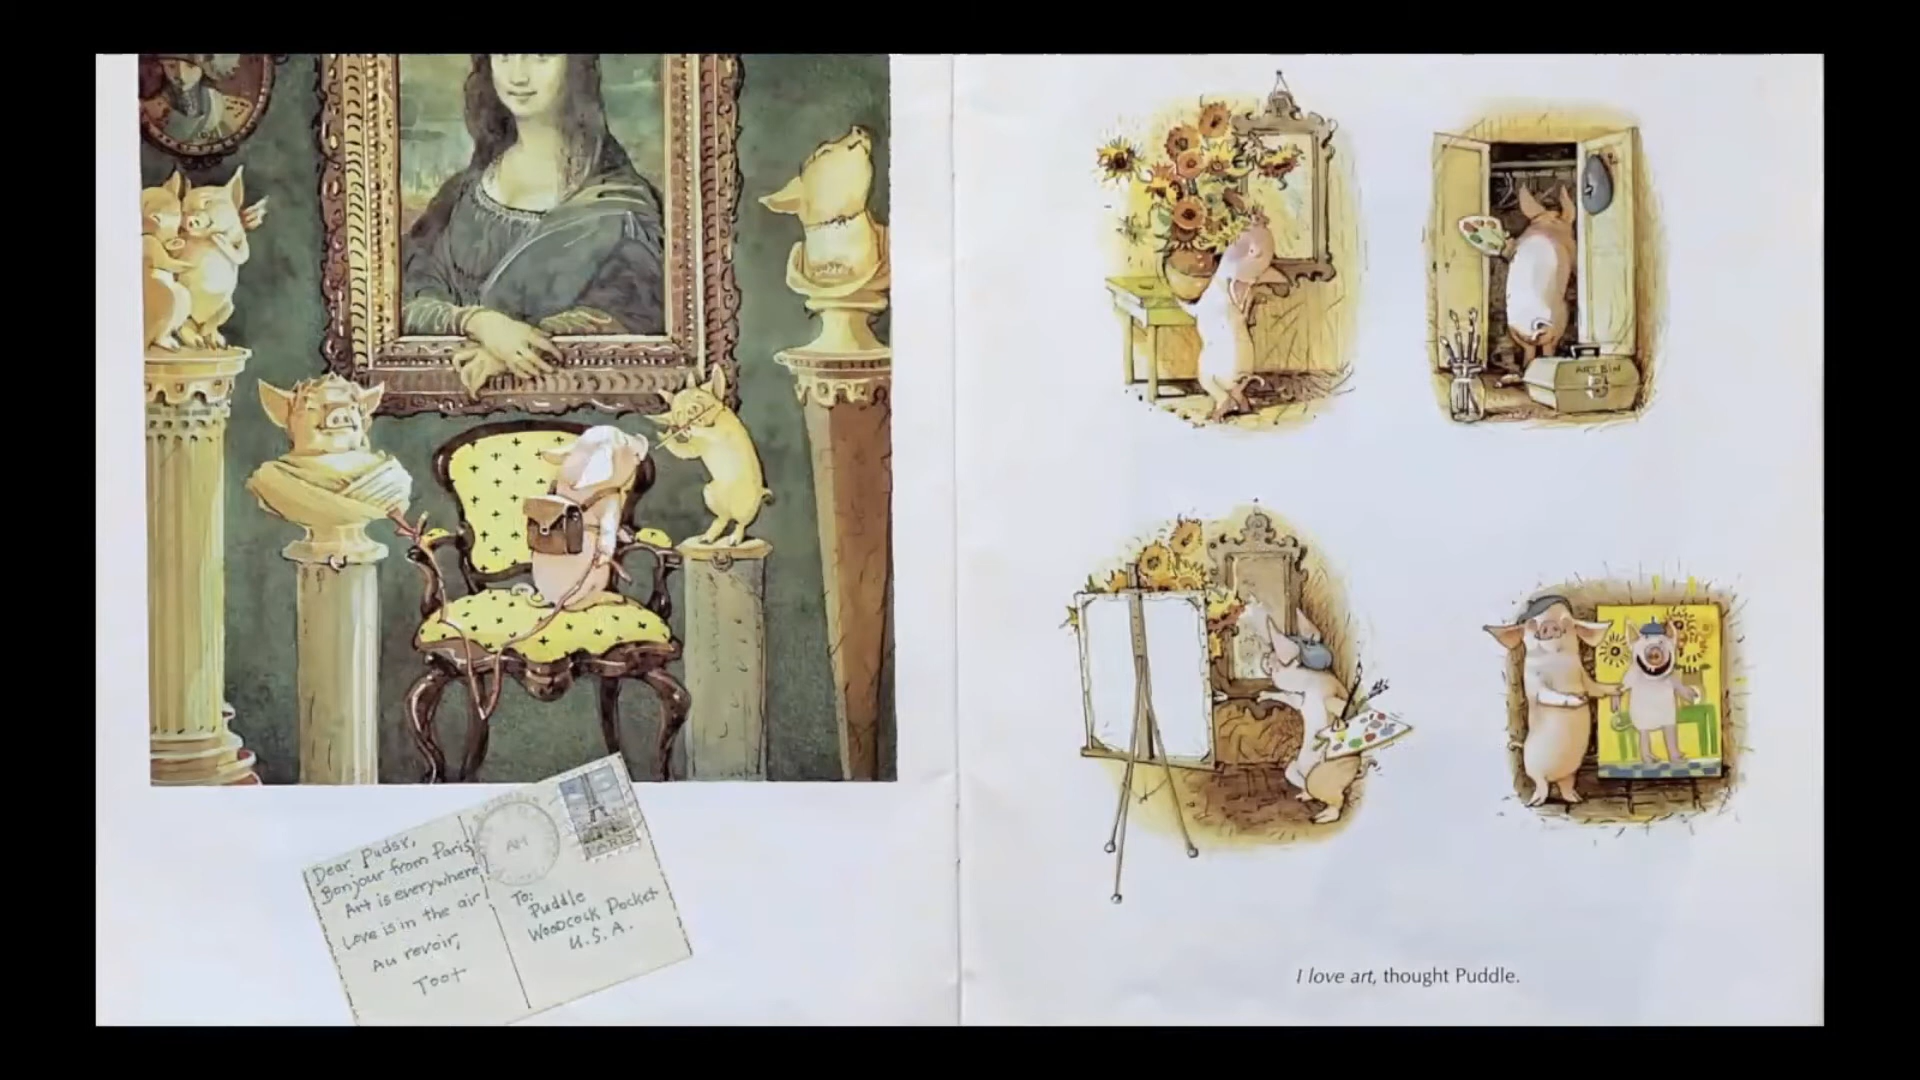 Dear Pudsy,
Bonjour from Paris.
Art is everywhere
Love is in the air
Au revoir,
Toot
AM
PARIS
To:
Puddle
Woodcock Pocket
U.S.A.
ART BIN
I love art, thought Puddle.